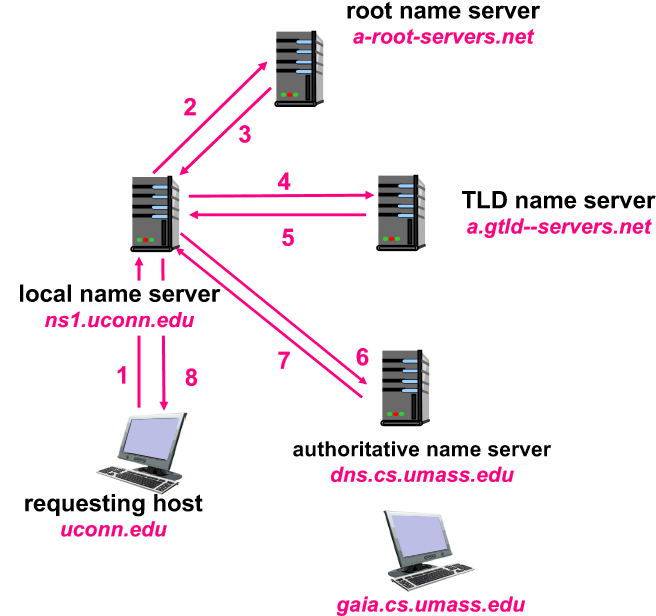 root name server
a-root-servers.net
2
3
4
TLD name server
a.gtld--servers.net
5
local name server
ns1.uconn.edu
1
8
7
6
authoritative name server
dns.cs.umass.edu
requesting host
uconn.edu
gaia.cs.umass.edu